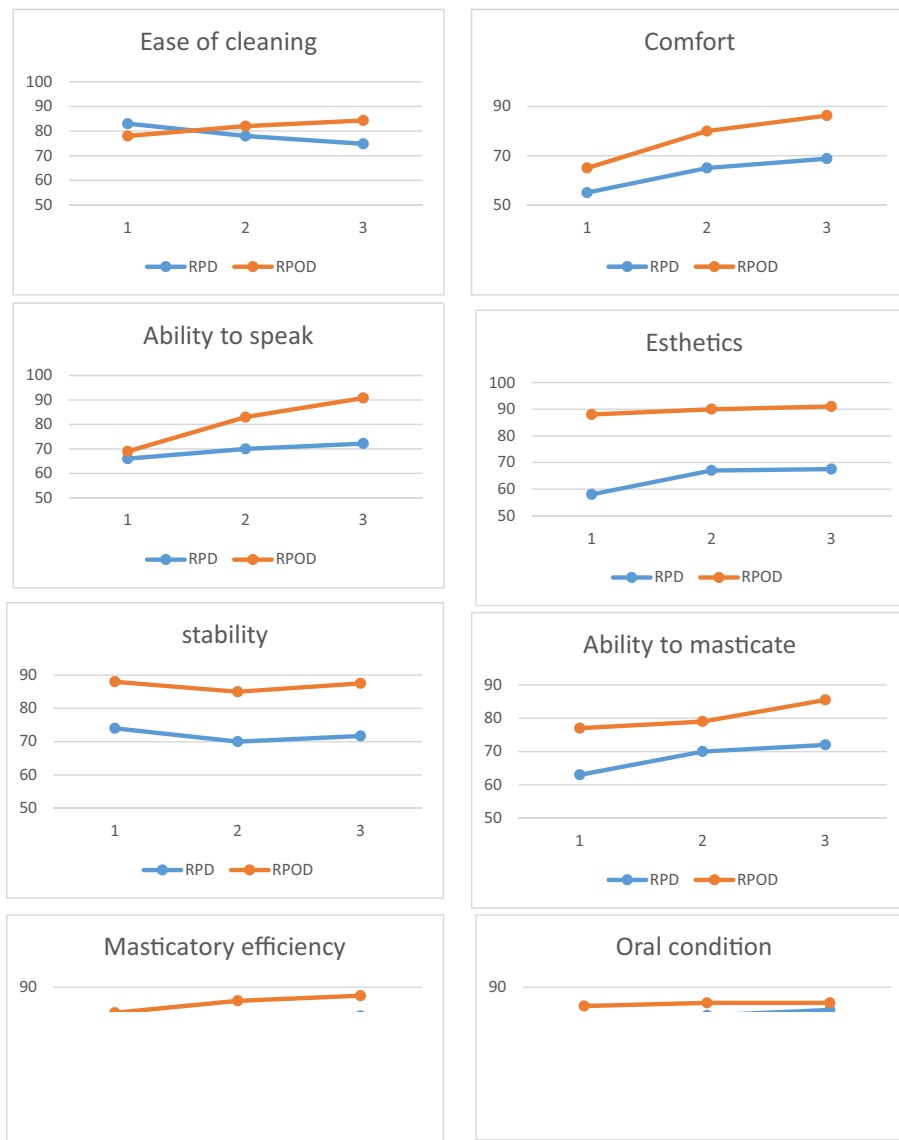 Ease of cleaning
100
90
80
70
60
50
1 2 3
RPD RPOD
Comfort
90
70
50
1 2 3
RPD RPOD
Ability to speak
100
90
80
70
60
50
1 2 3
RPD RPOD
Esthetics
100
90
80
70
60
50
1 2 3
RPD RPOD
stability
90
80
70
60
50
1 2 3
RPD RPOD
Ability to masticate
90
80
70
60
50
1 2 3
RPD RPOD
Masticatory efficiency
90
Oral condition
90